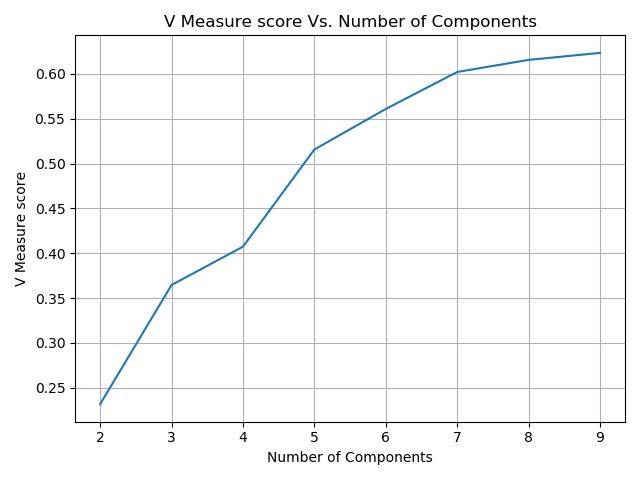 V Measure score Vs. Number of Components
V Measure score
0.60
0.55
0.50
0.45
0.40
0.35
0.30
0.25
2 3 4 5 6 7 8 9
Number of Components